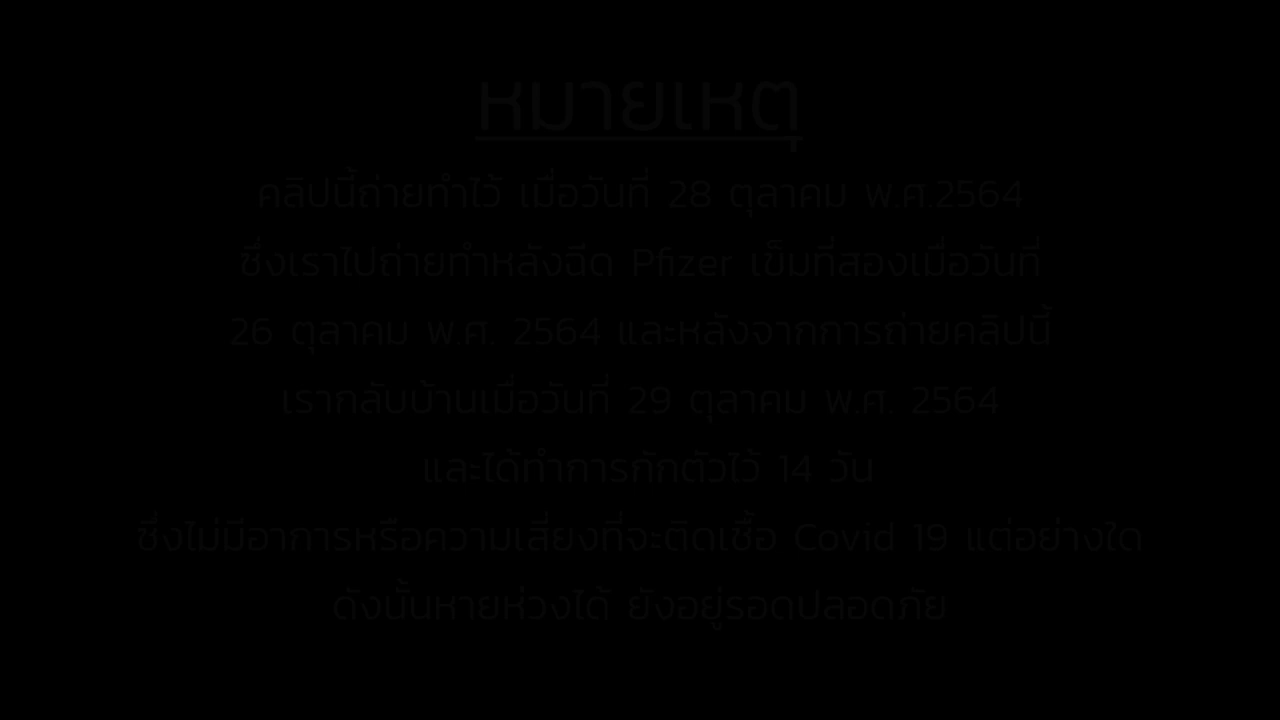 หมายเหตุ
คลิปนี้ถ่ายทำไว้ เมื่อวันที่ 28 ตุลาคม พ.ศ.2564
ซึ่งเราไปถ่ายทำหลังฉีด Pfizer เข็มที่สองเมื่อวันที่
26 ตุลาคม พ.ศ. 2564 และหลังจากการถ่ายคลิปนี้
เรากลับบ้านเมื่อวันที่ 29 ตุลาคม พ.ศ. 2564
และได้ทำการกักตัวไว้ 14 วัน
ซึ่งไม่มีอาการหรือความเสี่ยงที่จะติดเชื้อ Covid 19 แต่อย่างใด
ดังนั้นหายห่วงได้ ยังอยู่รอดปลอดภัย